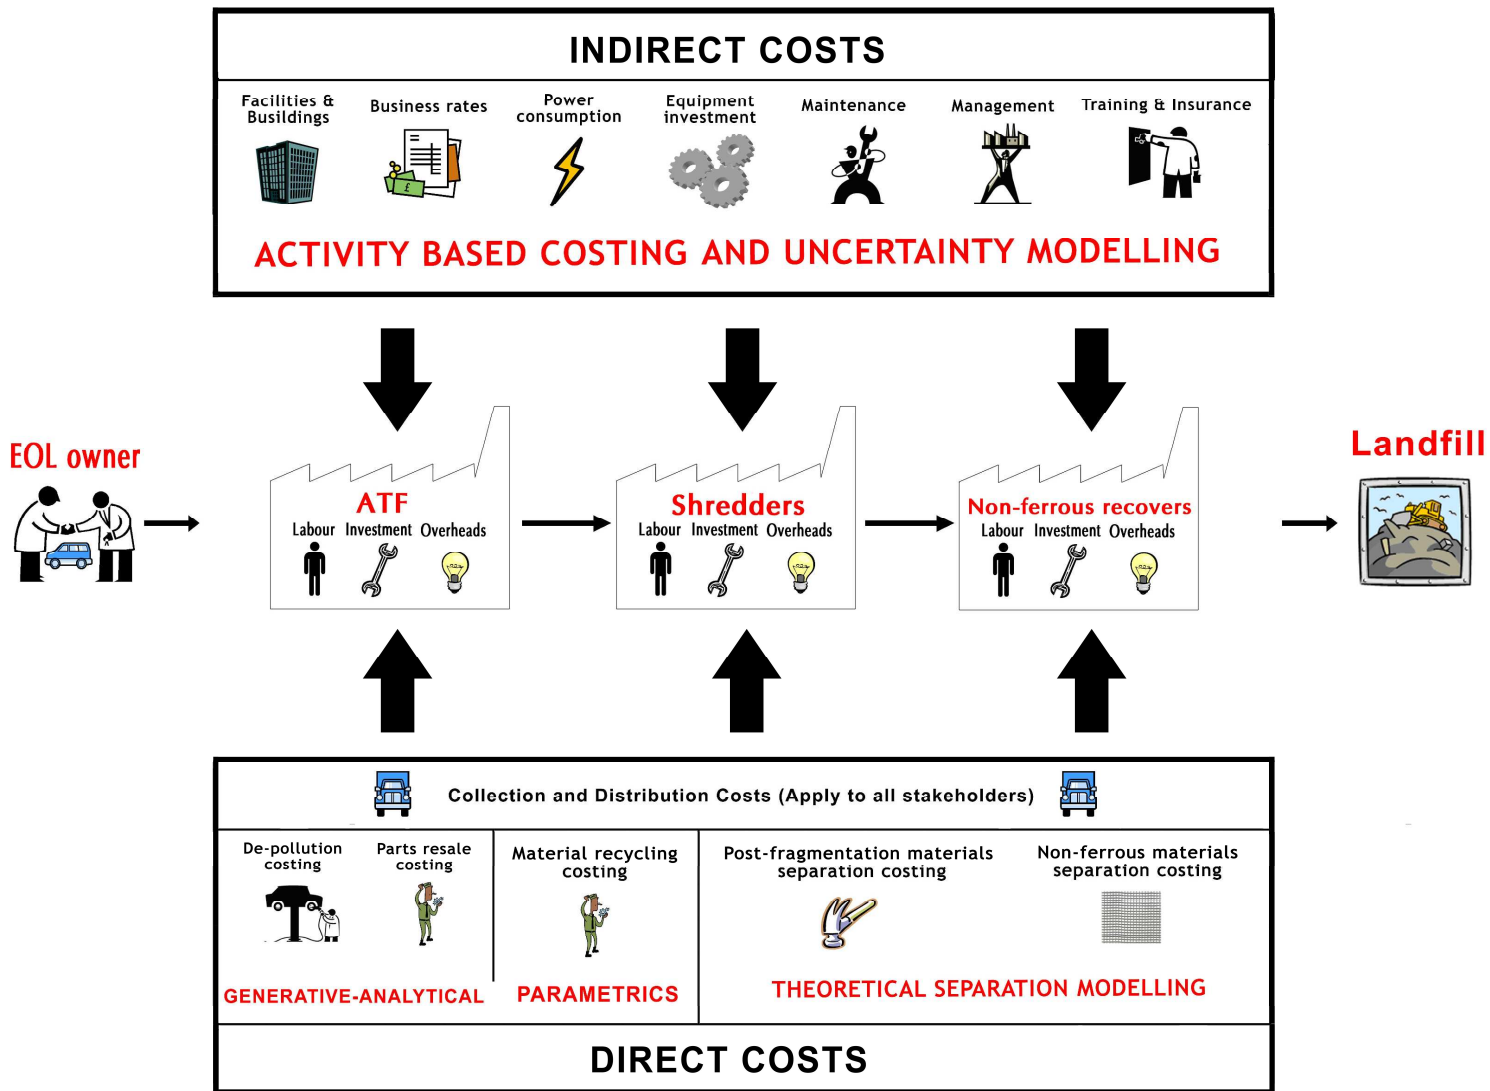 INDIRECT COSTS
Facilities &
Busildings
Business rates
Power
consumption
Equipment
investment
Maintenance
Management
Training & Insurance
£
ACTIVITY BASED COSTING AND UNCERTAINTY MODELLING
EOL owner
ATF
Labour Investment Overheads
Shredders
Labour Investment Overheads
Non-ferrous recovers
Labour Investment Overheads
Landfill
Collection and Distribution Costs (Apply to all stakeholders)
De-pollution
costing
Parts resale
costing
Material recycling
costing
Post-fragmentation materials
separation costing
Non-ferrous materials
separation costing
GENERATIVE-ANALYTICAL
PARAMETRICS
THEORETICAL SEPARATION MODELLING
DIRECT COSTS